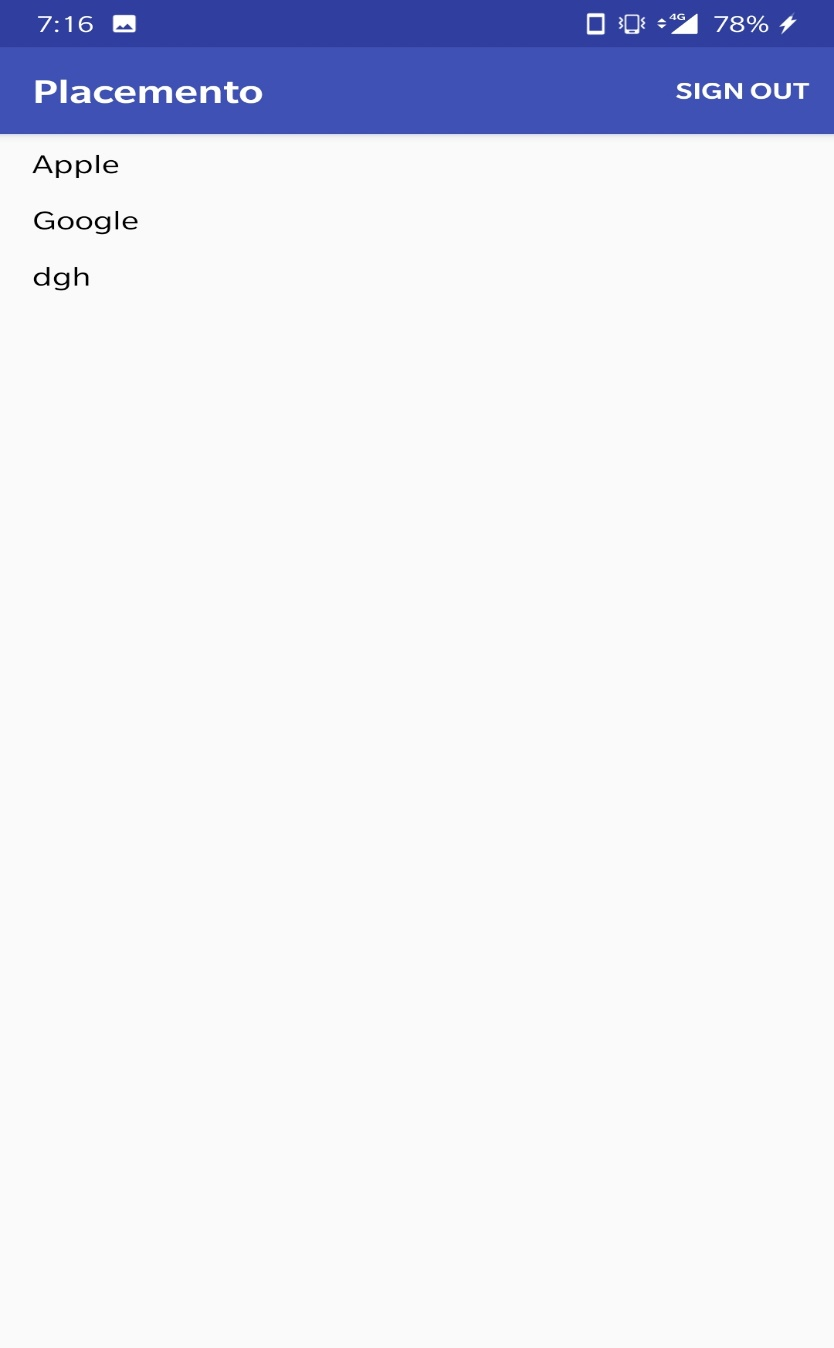 7:16 4G 78%
Placemento SIGN OUT
Apple
Google
dgh